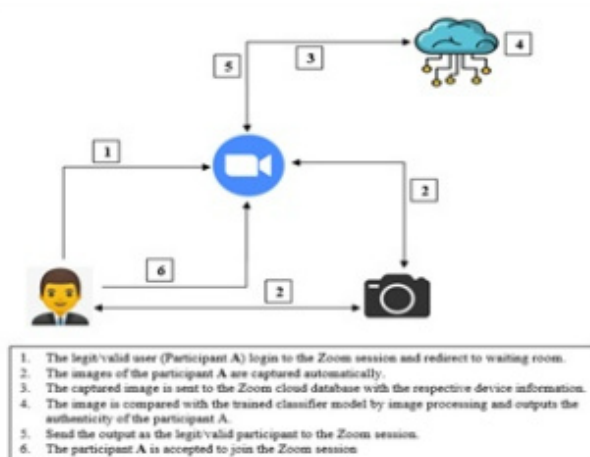 3
4
5
1
2
6
2
1. The legit/valid user (Participant A) login to the Zoom session and redirect to waiting room.
2. The images of the participant A are captured automatically.
3. The captured image is sent to the Zoom cloud database with the respective device information.
4. The image is compared with the trained classifier model by image processing and outputs the
authenticity of the participant A.
5. Send the output as the legit/valid participant to the Zoom session.
6. The participant A is accepted to join the Zoom session